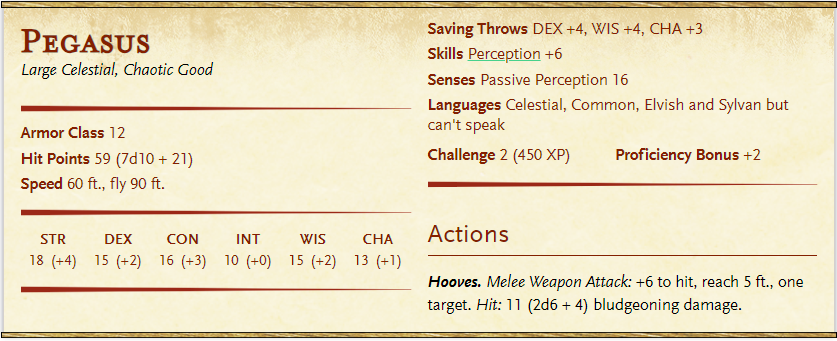 Pegasus
Large Celestial, Chaotic Good
Armor Class 12
Hit Points 59 (7d10 + 21)
Speed 60 ft., fly 90 ft.
STR DEX CON INT WIS CHA
18 (+4) 15 (+2) 16 (+3) 10 (+0) 15 (+2) 13 (+1)
Saving Throws DEX +4, WIS +4, CHA +3
Skills Perception +6
Senses Passive Perception 16
Languages Celestial, Common, Elvish and Sylvan but
can't speak
Challenge 2 (450 XP) Proficiency Bonus +2
Actions
Hooves. Melee Weapon Attack: +6 to hit, reach 5 ft., one
target. Hit: 11 (2d6 + 4) bludgeoning damage.